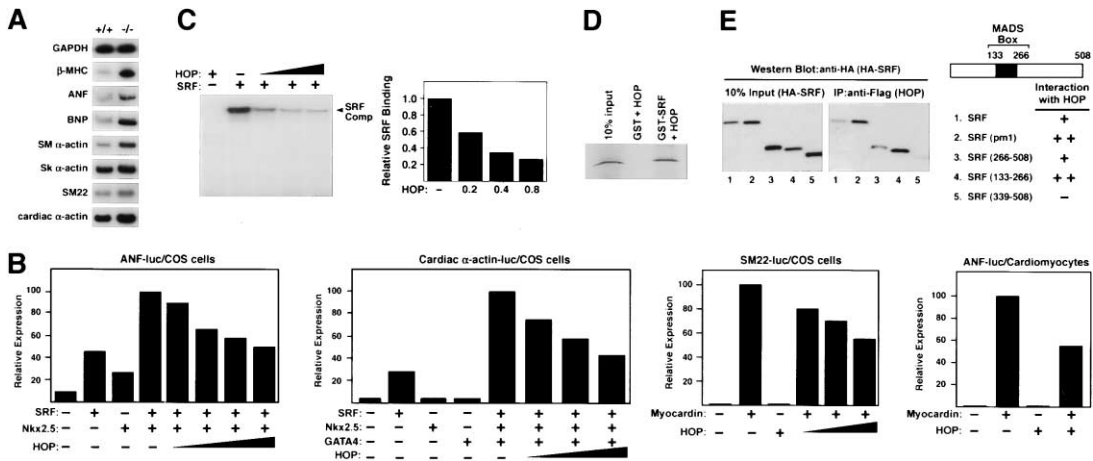 A
+/+ -/-
GAPDH
β-MHC
ANF
BNP
SM α-actin
Sk α-actin
SM22
cardiac α-actin
C
HOP: + –
SRF: – + + + +
SRF
Comp
Relative SRF Binding
1.0
0.8
0.6
0.4
0.2
HOP: – 0.2 0.4 0.8
D
10% input
GST + HOP
GST-SRF
+ HOP
E
Western Blot:anti-HA (HA-SRF)
10% Input (HA-SRF) IP:anti-Flag (HOP)
1 2 3 4 5 1 2 3 4 5
MADS
Box
133 266 508
Interaction
with HOP
1. SRF +
2. SRF (pm1) + +
3. SRF (266-508) +
4. SRF (133-266) + +
5. SRF (339-508) –
B
ANF-luc/COS cells
Relative Expression
100
80
60
40
20
SRF: – + – + + + + +
Nkx2.5: – – + + + + + +
HOP: – – – –
Cardiac α-actin-luc/COS cells
Relative Expression
100
80
60
40
20
SRF: – + – – + + + +
Nkx2.5: – – + – + + + +
GATA4: – – – + + + + +
HOP: – – – – –
SM22-luc/COS cells
Relative Expression
100
80
60
40
20
Myocardin: – + – + + +
HOP: – – +
ANF-luc/Cardiomyocytes
Relative Expression
100
80
60
40
20
Myocardin: – + – +
HOP: – – + +